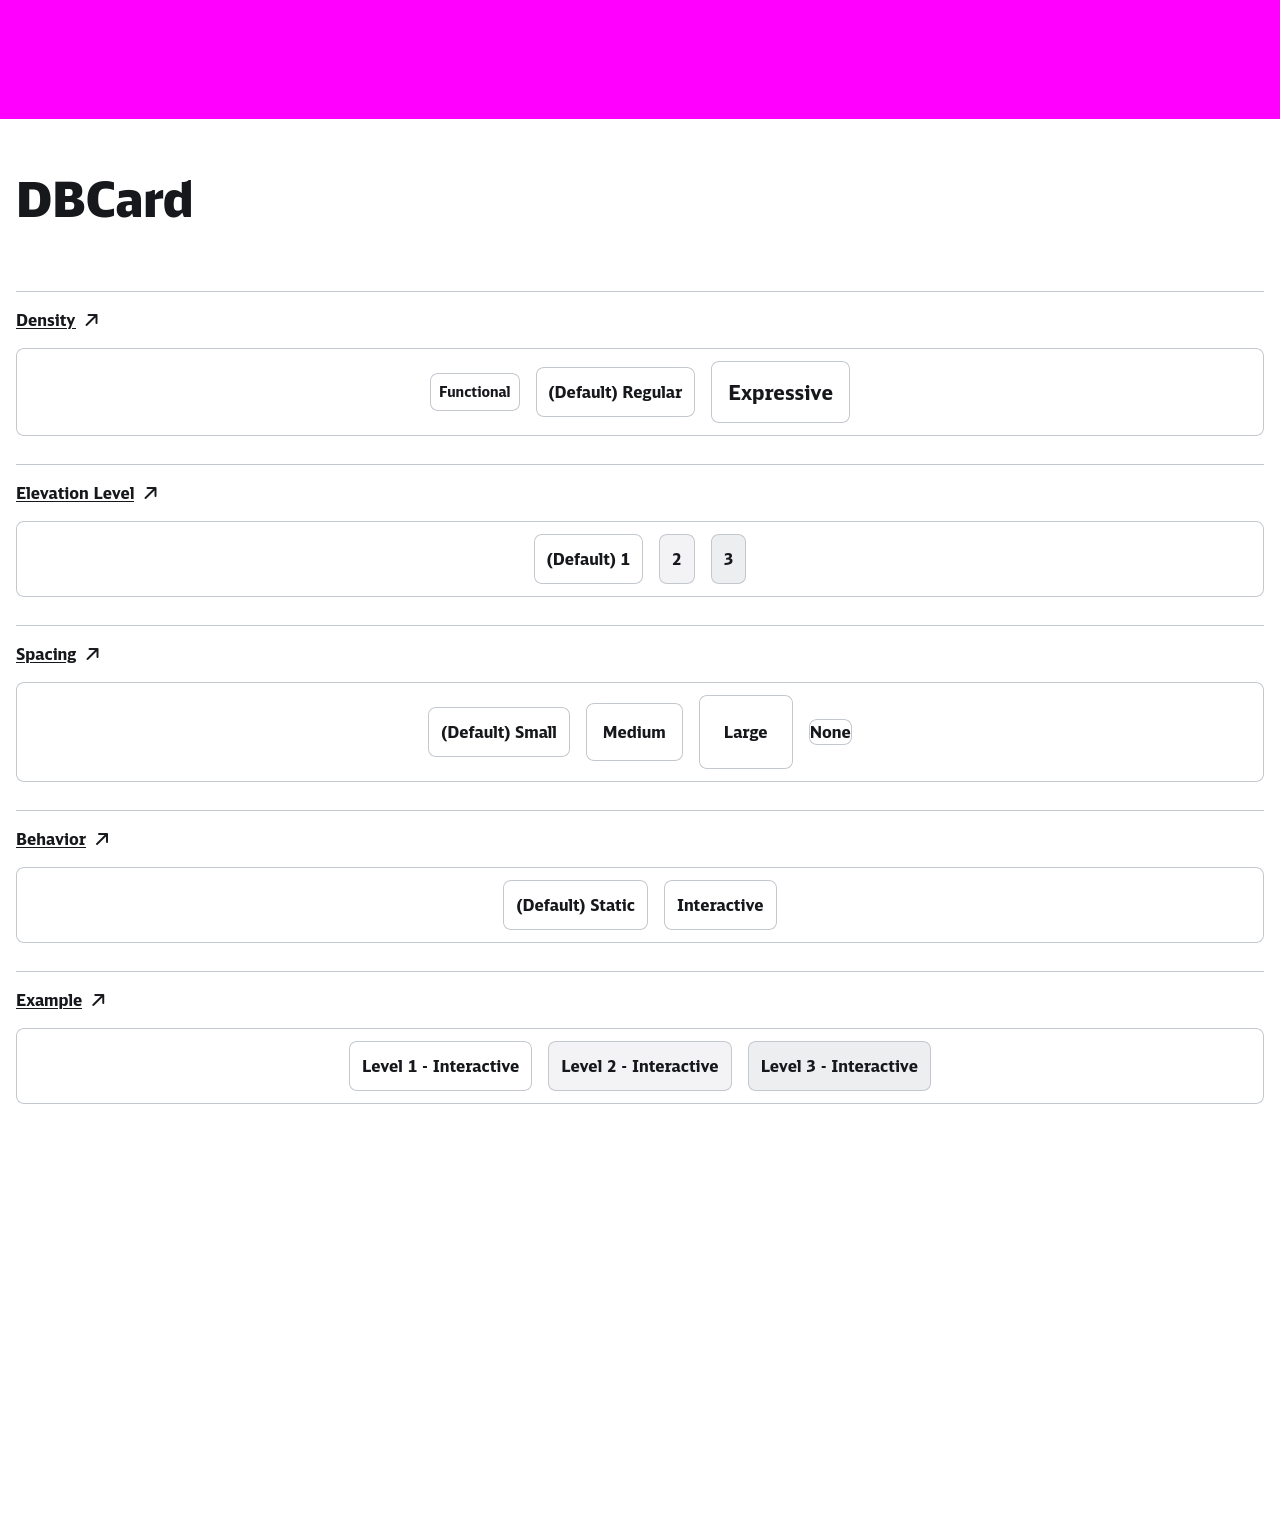 DBCard
Density
Functional (Default) Regular Expressive
Elevation Level
(Default) 1 2 3
Spacing
(Default) Small Medium Large None
Behavior
(Default) Static Interactive
Example
Level 1 - Interactive Level 2 - Interactive Level 3 - Interactive